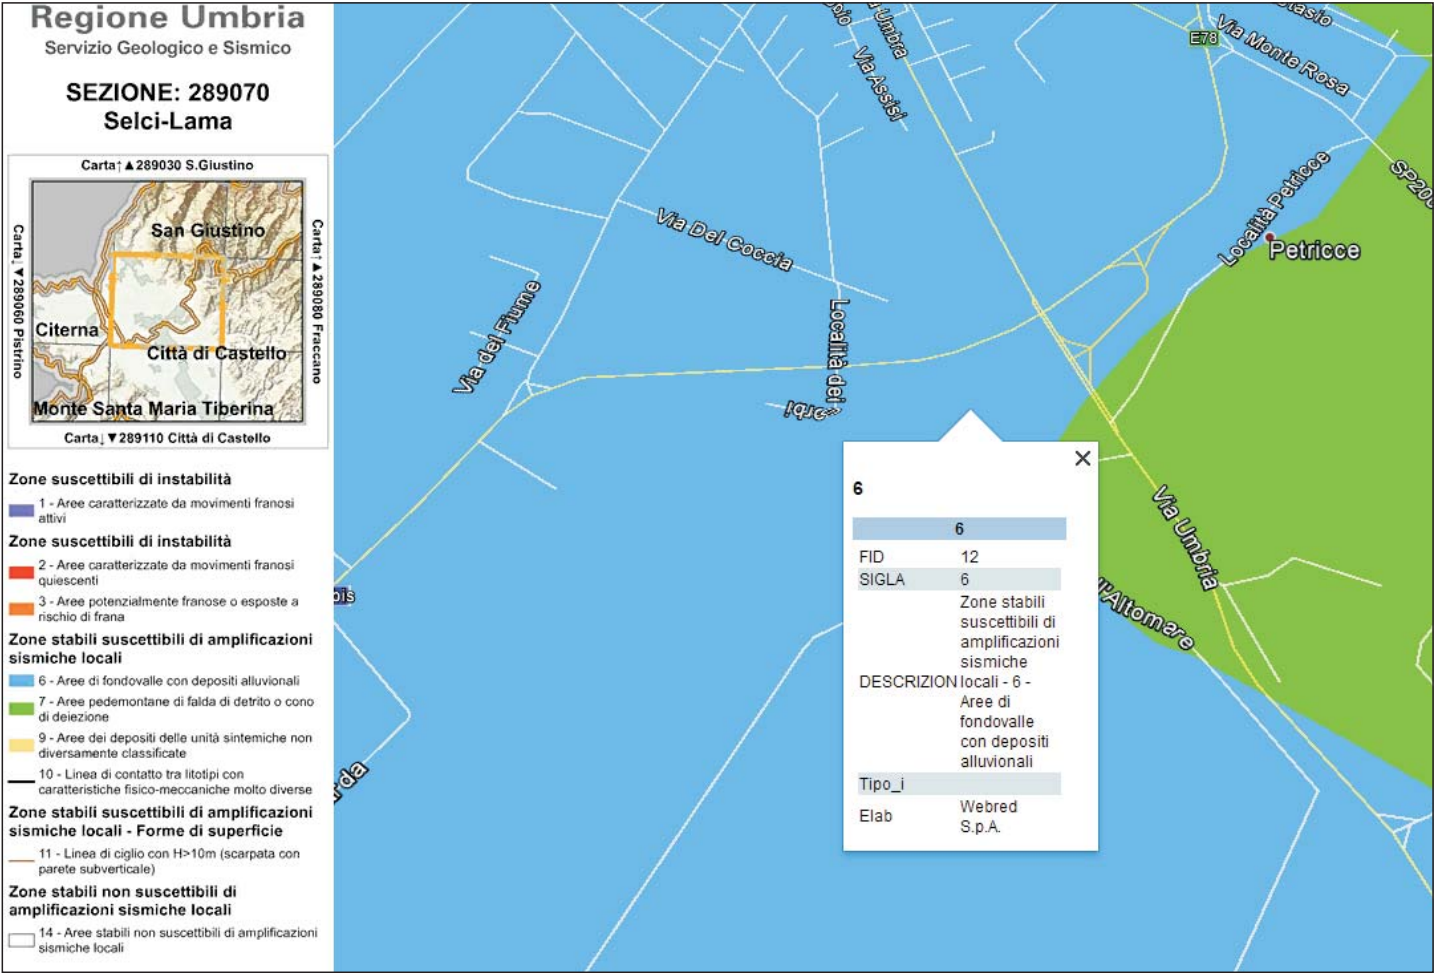 Regione Umbria
Servizio Geologico e Sismico
SEZIONE: 289070
Selci-Lama
Carta↑▲289030 S.Giustino
Carta↓▼289060 Pistrino
San Giustino
Citerna
Città di Castello
Monte Santa Maria Tiberina
Carta↑▲289080 Fraccano
Carta↓▼289110 Città di Castello
Zone suscettibili di instabilità
1 - Aree caratterizzate da movimenti franosi
attivi
Zone suscettibili di instabilità
2 - Aree caratterizzate da movimenti franosi
quiescenti
3 - Aree potenzialmente franose o esposte a
rischio di frana
Zone stabili suscettibili di amplificazioni
sismiche locali
6 - Aree di fondovalle con depositi alluvionali
7 - Aree pedemontane di falda di detrito o cono
di deiezione
9 - Aree dei depositi delle unità sintemiche non
diversamente classificate
10 - Linea di contatto tra litotipi con
caratteristiche fisico-meccaniche molto diverse
Zone stabili suscettibili di amplificazioni
sismiche locali - Forme di superficie
11 - Linea di ciglio con H>10m (scarpata con
parete subverticale)
Zone stabili non suscettibili di
amplificazioni sismiche locali
14 - Aree stabili non suscettibili di amplificazioni
sismiche locali
Umbra
Via Assisi
E78
Via Monte Rosa
SP200
Località Petricce
Petricce
Via Del Coccia
Via del Fiume
Località dei
bis
Via Umbria
ll'Altomare
6
6
FID 12
SIGLA 6
DESCRIZION Zone stabili
suscettibili di
amplificazioni
sismiche
locali - 6 -
Aree di
fondovalle
con depositi
alluvionali
Tipo_i
Elab Webred
S.p.A.